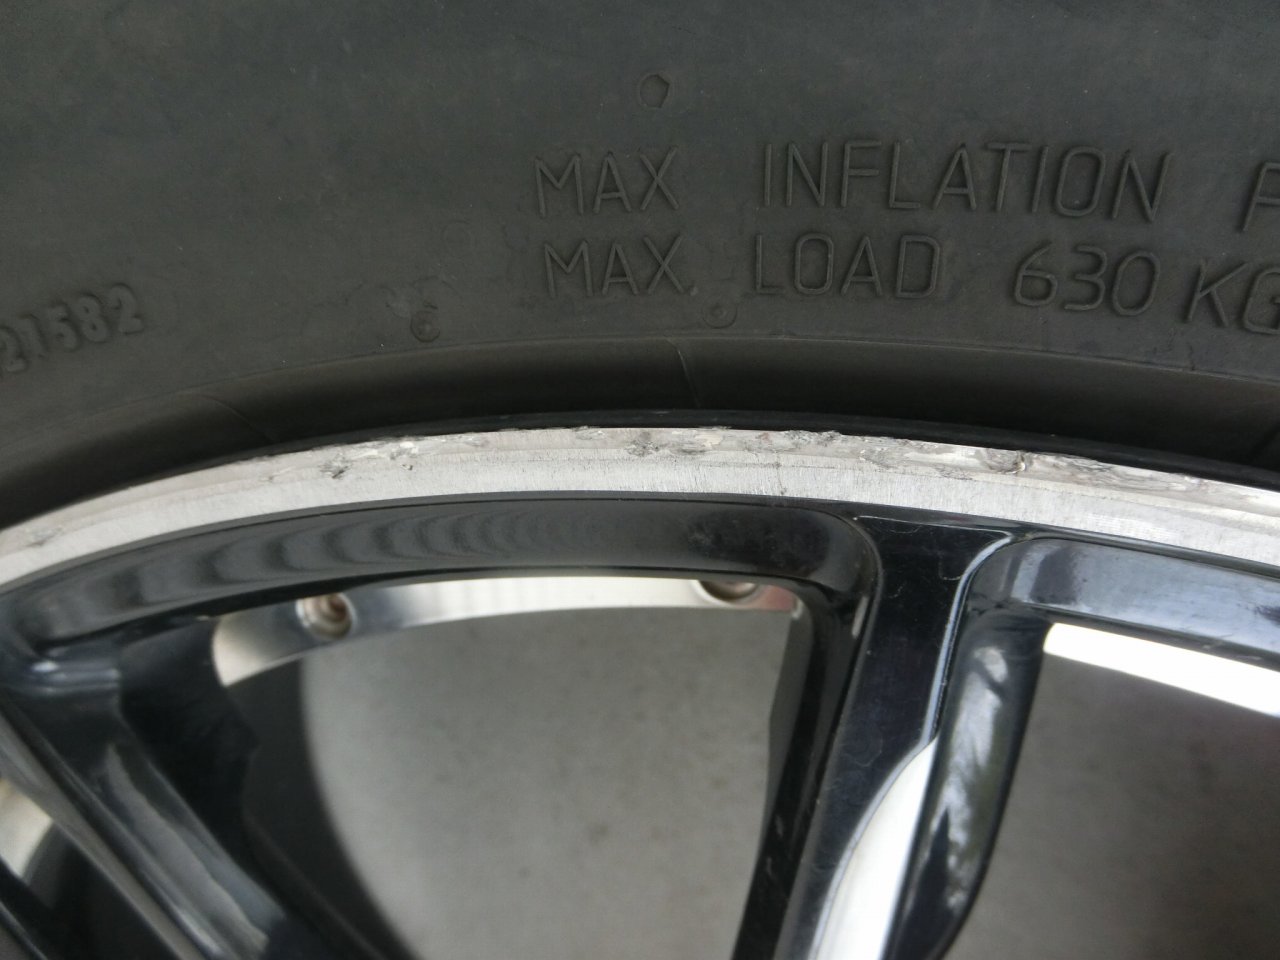 MAX INFLATION
MAX. LOAD 630 KG
21582